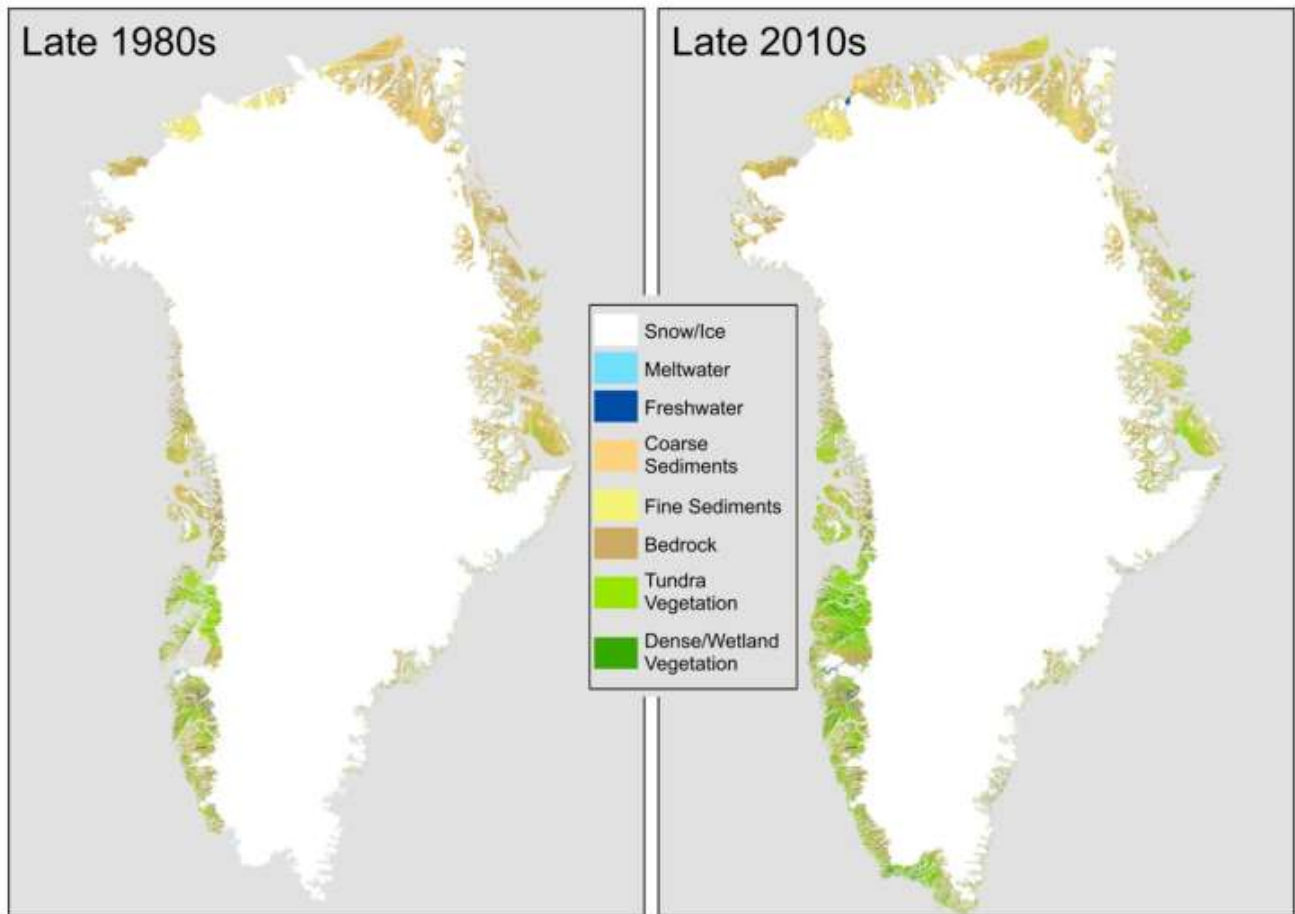 Late 1980s
Late 2010s
Snow/Ice
Meltwater
Freshwater
Coarse
Sediments
Fine Sediments
Bedrock
Tundra
Vegetation
Dense/Wetland
Vegetation